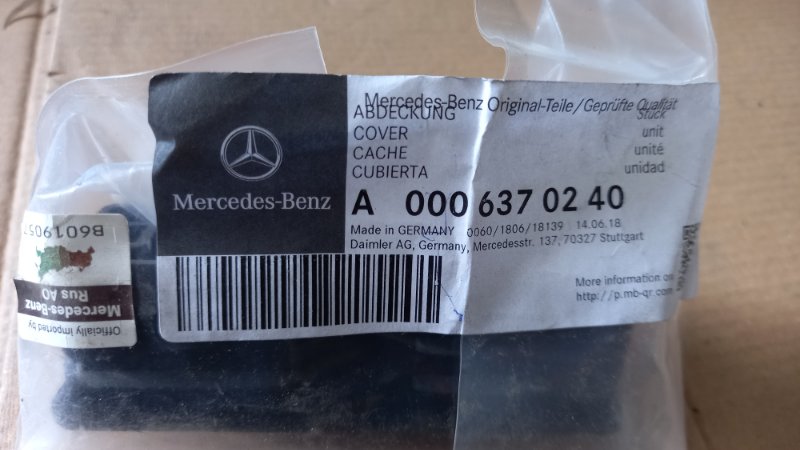 Mercedes-Benz Original-Teile/Geprüfte Qualität
ABDECKUNG Stück
COVER unit
CACHE unité
CUBIERTA unidad
Mercedes-Benz
A 000 637 02 40
Made in GERMANY 0060/1806/18139 14.06.18
Daimler AG, Germany, Mercedesstr. 137, 70327 Stuttgart
More information on
http://p.mb-qr.com
Officially imported by
Mercedes-Benz
Rus AO